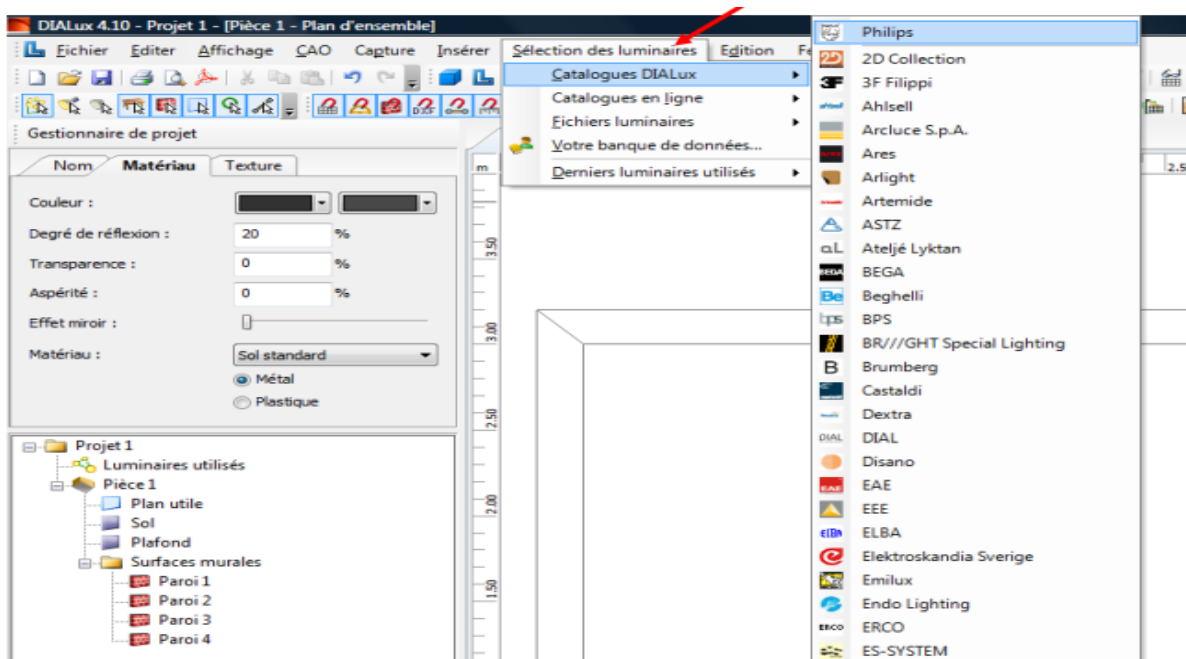 DIALux 4.10 - Projet 1 - [Pièce 1 - Plan d'ensemble]
Fichier Editer Affichage CAO Capture Insérer Sélection des luminaires Edition
Gestionnaire de projet
Nom Matériau Texture
Couleur :
Degré de réflexion : 20 %
Transparence : 0 %
Aspérité : 0 %
Effet miroir :
Matériau : Sol standard
Métal
Plastique
Projet 1
Luminaires utilisés
Pièce 1
Plan utile
Sol
Plafond
Surfaces murales
Paroi 1
Paroi 2
Paroi 3
Paroi 4
Catalogues DIALux
Catalogues en ligne
Fichiers luminaires
Votre banque de données...
Derniers luminaires utilisés
m
3.50
3.00
2.50
2.00
1.50
Philips
2D Collection
3F Filippi
Ahlsell
Arcluce S.p.A.
Ares
Arlight
Artemide
ASTZ
Ateljé Lyktan
BEGA
Beghelli
BPS
BR///GHT Special Lighting
Brumberg
Castaldi
Dextra
DIAL
Disano
EAE
EEE
ELBA
Elektroskandia Sverige
Emilux
Endo Lighting
ERCO
ES-SYSTEM
2.5